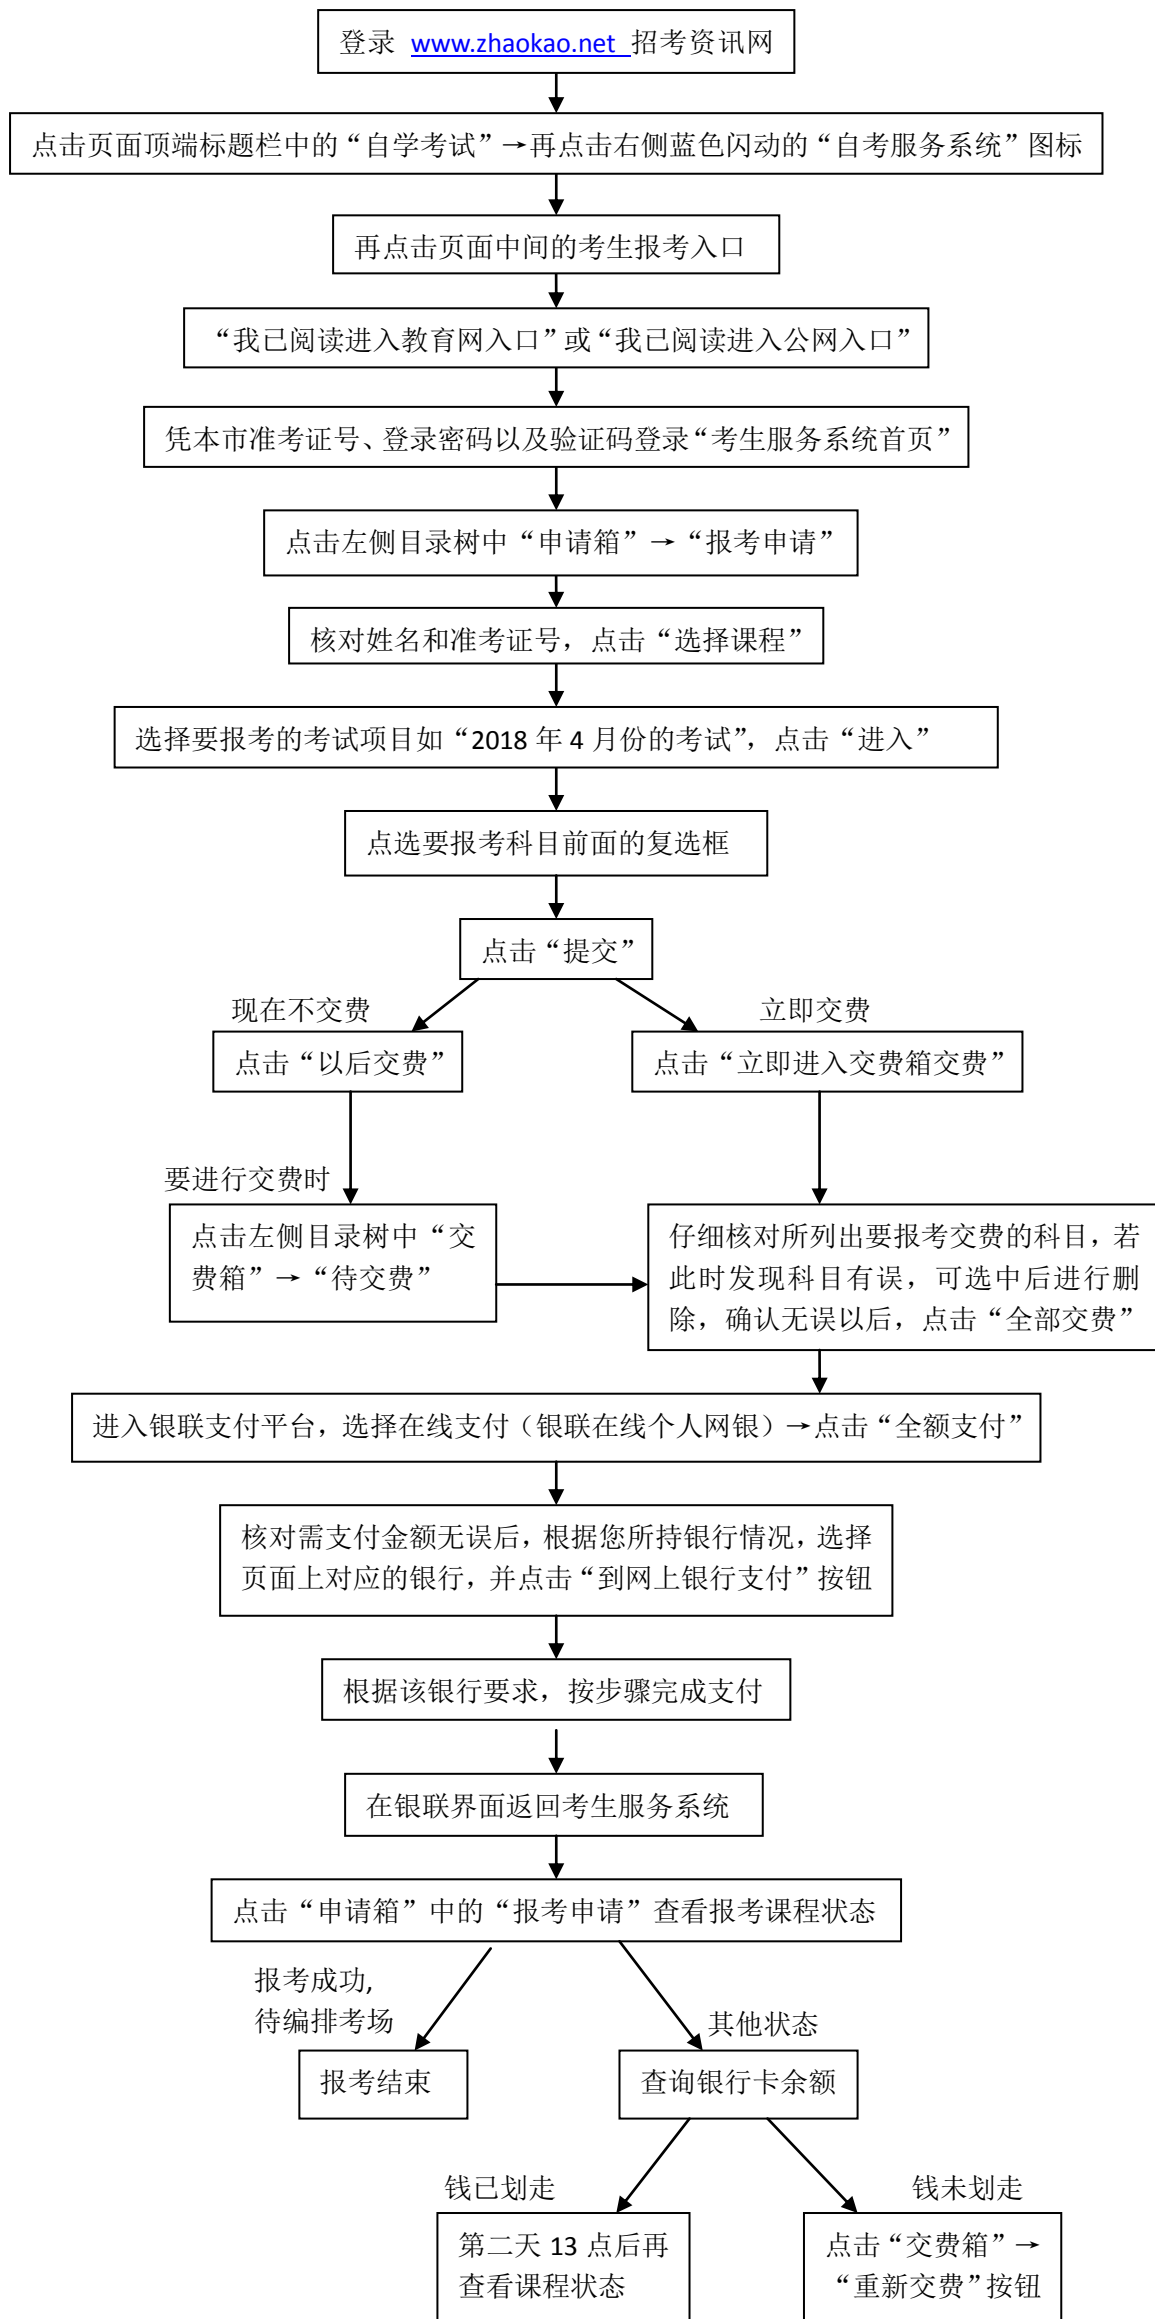 登录 www.zhaokao.net 招考资讯网
点击页面顶端标题栏中的“自学考试”→再点击右侧蓝色闪动的“自考服务系统”图标
再点击页面中间的考生报考入口
“我已阅读进入教育网入口”或“我已阅读进入公网入口”
凭本市准考证号、登录密码以及验证码登录“考生服务系统首页”
点击左侧目录树中“申请箱”→“报考申请”
核对姓名和准考证号，点击“选择课程”
选择要报考的考试项目如“2018 年 4 月份的考试”，点击“进入”
点选要报考科目前面的复选框
点击“提交”
现在不交费
立即交费
点击“以后交费”
点击“立即进入交费箱交费”
要进行交费时
点击左侧目录树中“交
费箱”→“待交费”
仔细核对所列出要报考交费的科目，若
此时发现科目有误，可选中后进行删
除，确认无误以后，点击“全部交费”
进入银联支付平台，选择在线支付（银联在线个人网银）→点击“全额支付”
核对需支付金额无误后，根据您所持银行情况，选择
页面上对应的银行，并点击“到网上银行支付”按钮
根据该银行要求，按步骤完成支付
在银联界面返回考生服务系统
点击“申请箱”中的“报考申请”查看报考课程状态
报考成功，
待编排考场
其他状态
报考结束
查询银行卡余额
钱已划走
钱未划走
第二天 13 点后再
查看课程状态
点击“交费箱”→
“重新交费”按钮